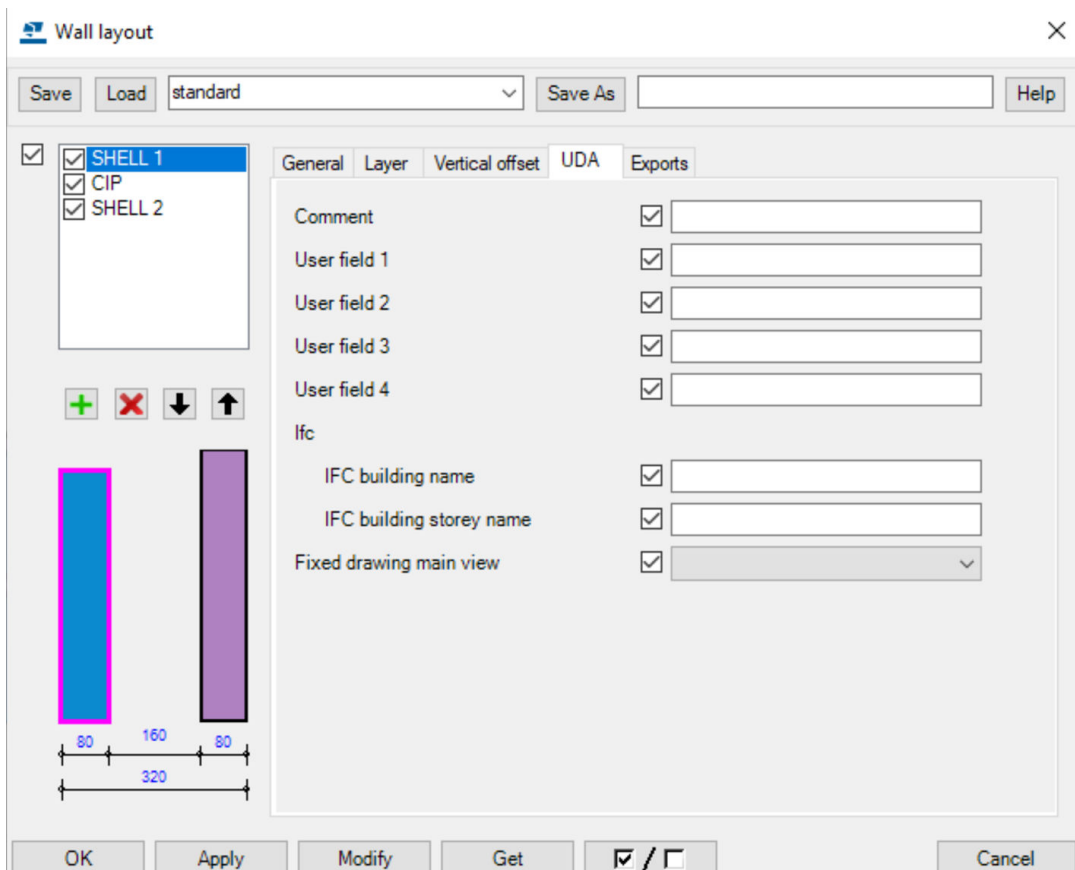 Wall layout
Save Load standard Save As Help
SHELL 1
CIP
SHELL 2
General Layer Vertical offset UDA Exports
Comment
User field 1
User field 2
User field 3
User field 4
Ifc
IFC building name
IFC building storey name
Fixed drawing main view
80 160 80
320
OK Apply Modify Get / Cancel